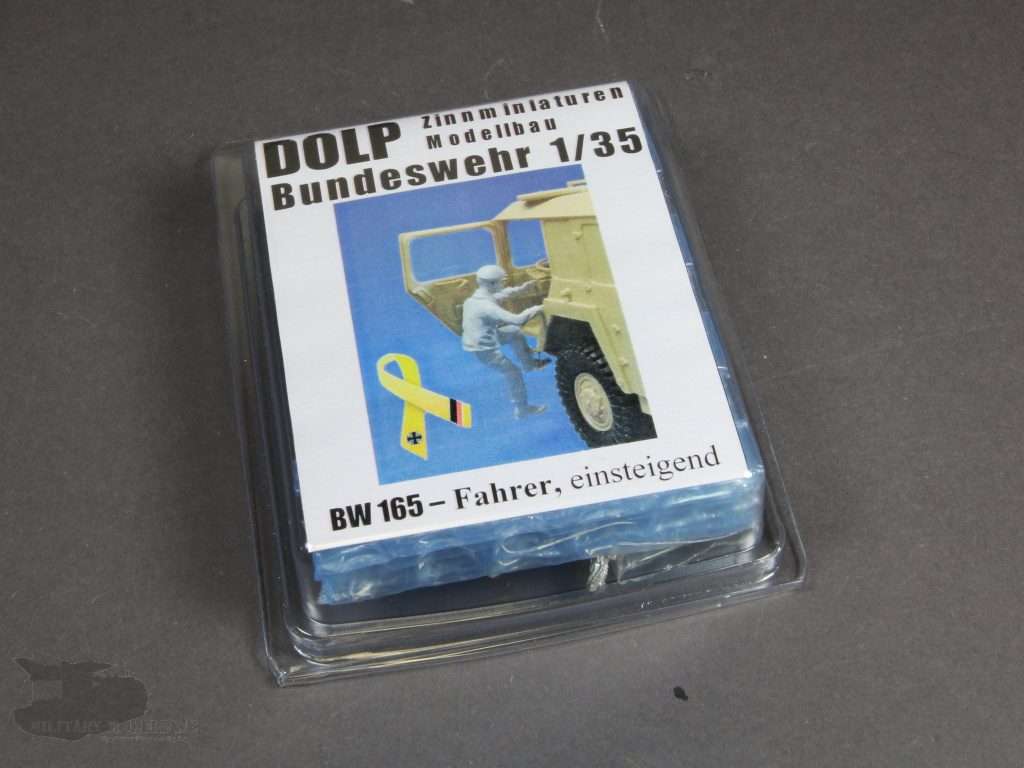 DOLP Zinnminiaturen
Modellbau
Bundeswehr 1/35
BW 165 – Fahrer, einsteigend